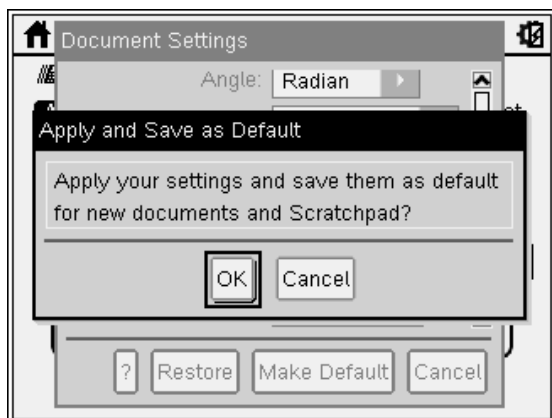 Document Settings
Angle: Radian
Apply and Save as Default
Apply your settings and save them as default
for new documents and Scratchpad?
OK Cancel
? Restore Make Default Cancel